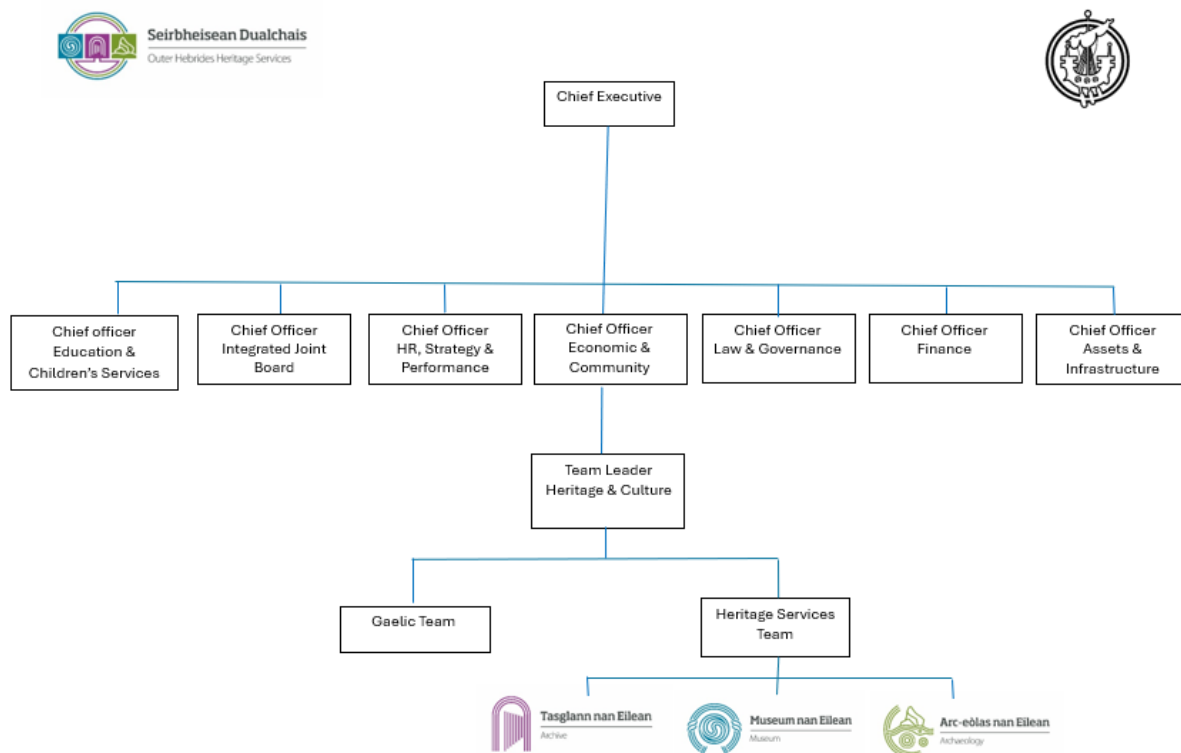 Seirbheisean Dualchais
Outer Hebrides Heritage Services
Chief Executive
Chief officer
Education &
Children's Services
Chief Officer
Integrated Joint
Board
Chief Officer
HR, Strategy &
Performance
Chief Officer
Economic &
Community
Chief Officer
Law & Governance
Chief Officer
Finance
Chief Officer
Assets &
Infrastructure
Team Leader
Heritage & Culture
Gaelic Team
Heritage Services
Team
Tasglann nan Eilean
Archive
Museum nan Eilean
Museum
Arc-eòlas nan Eilean
Archaeology